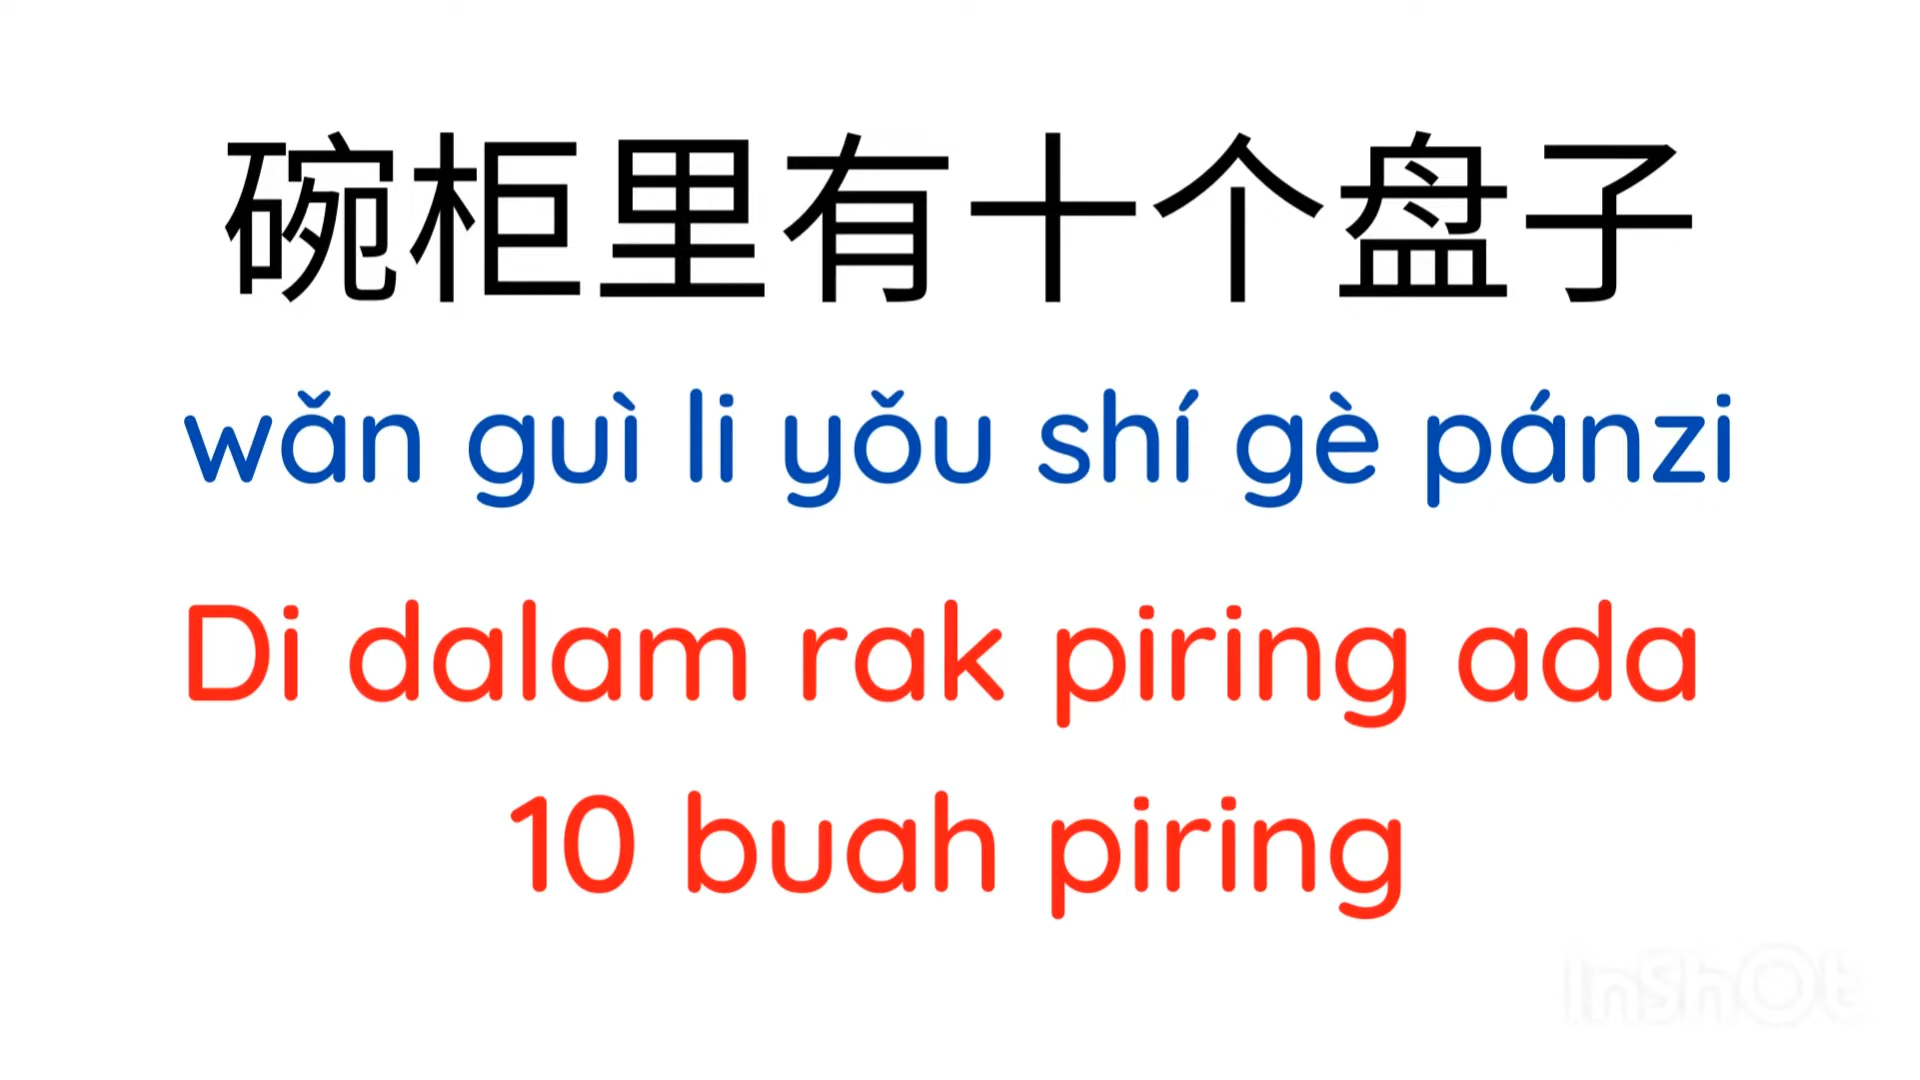 碗柜里有十个盘子
wǎn guì li yǒu shí gè pánzi
Di dalam rak piring ada
10 buah piring
InShOt